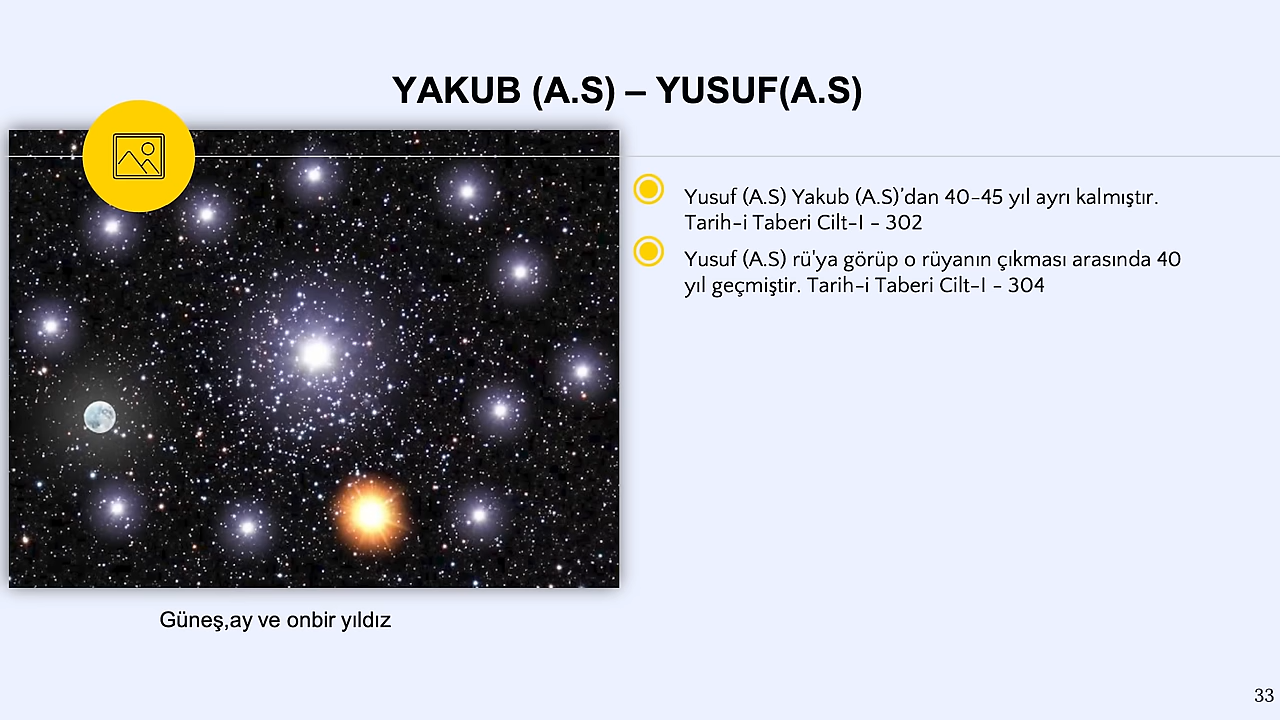 YAKUB (A.S) – YUSUF(A.S)
Yusuf (A.S) Yakub (A.S)'dan 40-45 yıl ayrı kalmıştır.
Tarih-i Taberi Cilt-I - 302
Yusuf (A.S) rü'ya görüp o rüyanın çıkması arasında 40
yıl geçmiştir. Tarih-i Taberi Cilt-I - 304
Güneş,ay ve onbir yıldız
33